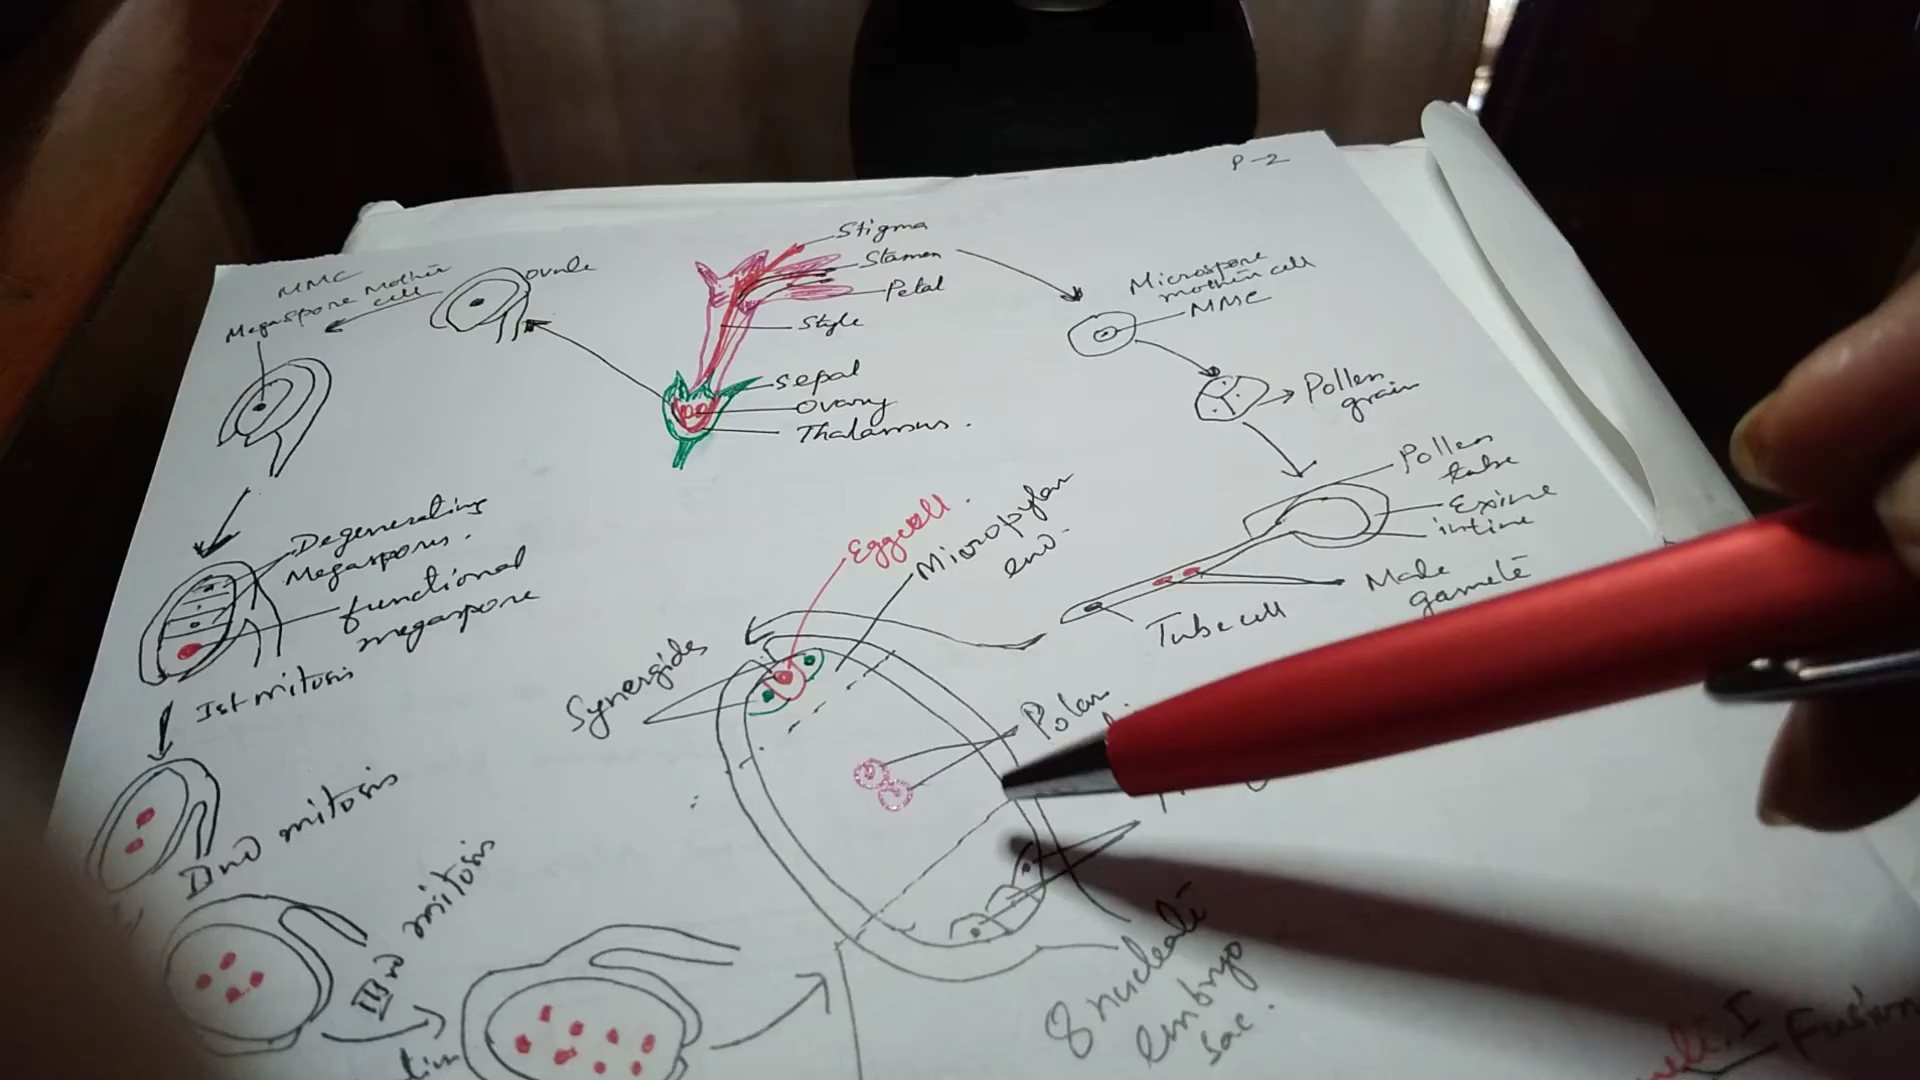 P-2
MMC
Megaspore Mother
cell
ovule
Stigma
Stamen
Petal
Style
Sepal
Ovary
Thalamus.
Microspore
mother cell
MMC
Pollen
grain
Pollen
tube
Exine
intine
Male
gamete
Tube cell
Degenerating
Megaspores.
functional
megaspore
Ist mitosis
IInd mitosis
IIIrd mitosis
Egg cell.
Micropylar
end-
Synergids
Polar
8 nucleate
embryo
sac.
I
Fusion